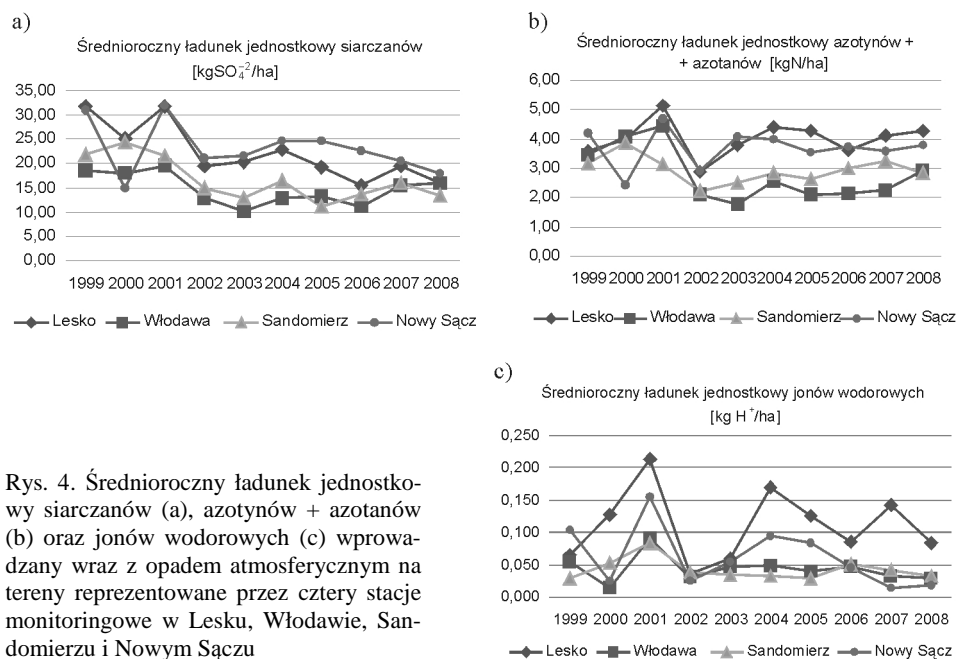 a)
Średnioroczny ładunek jednostkowy siarczanów
[kgSO₄⁻²/ha]
35,00
30,00
25,00
20,00
15,00
10,00
5,00
0,00
1999 2000 2001 2002 2003 2004 2005 2006 2007 2008
Lesko Włodawa Sandomierz Nowy Sącz
b)
Średnioroczny ładunek jednostkowy azotynów +
+ azotanów [kgN/ha]
6,00
5,00
4,00
3,00
2,00
1,00
0,00
1999 2000 2001 2002 2003 2004 2005 2006 2007 2008
Lesko Włodawa Sandomierz Nowy Sącz
c)
Średnioroczny ładunek jednostkowy jonów wodorowych
[kg H⁺/ha]
0,250
0,200
0,150
0,100
0,050
0,000
1999 2000 2001 2002 2003 2004 2005 2006 2007 2008
Lesko Włodawa Sandomierz Nowy Sącz
Rys. 4. Średnioroczny ładunek jednostko-
wy siarczanów (a), azotynów + azotanów
(b) oraz jonów wodorowych (c) wprowa-
dzany wraz z opadem atmosferycznym na
tereny reprezentowane przez cztery stacje
monitoringowe w Lesku, Włodawie, San-
domierzu i Nowym Sączu